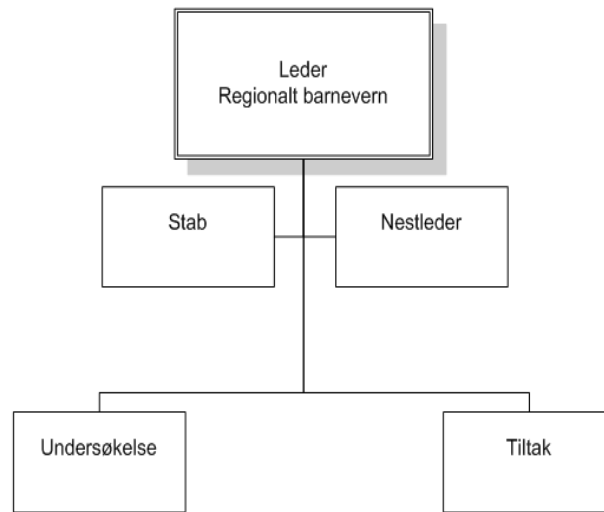 Leder
Regionalt barnevern
Stab
Nestleder
Undersøkelse
Tiltak